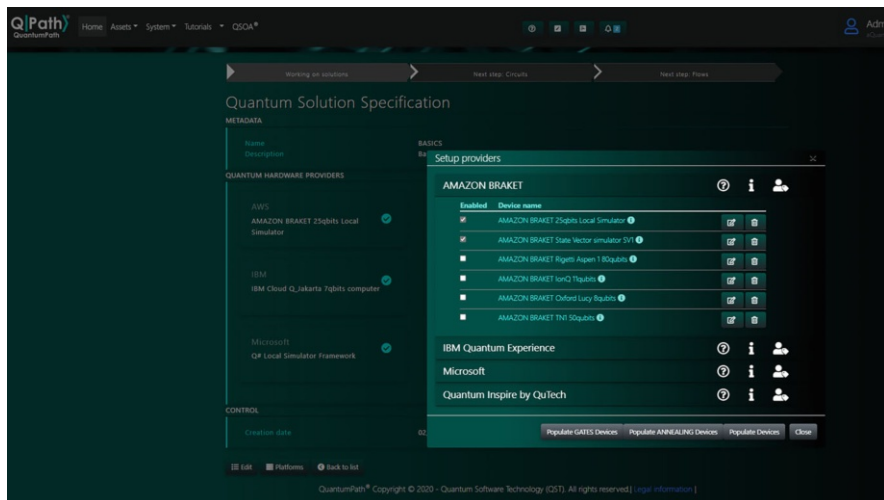 Q|Path⟩
QuantumPath
Home Assets System Tutorials QSOA®
Adm
Working on solutions
Next step: Circuits
Next step: Flows
Quantum Solution Specification
METADATA
Name
BASICS
Description
Ba
QUANTUM HARDWARE PROVIDERS
AWS
AMAZON BRAKET 25qbits Local
Simulator
IBM
IBM Cloud Q_Jakarta 7qbits computer
Microsoft
Q# Local Simulator Framework
CONTROL
Creation date
02
Edit Platforms Back to list
Setup providers
AMAZON BRAKET
Enabled Device name
AMAZON BRAKET 25qbits Local Simulator
AMAZON BRAKET State Vector simulator SV1
AMAZON BRAKET Rigetti Aspen 1 80qubits
AMAZON BRAKET IonQ 11qubits
AMAZON BRAKET Oxford Lucy 8qubits
AMAZON BRAKET TN1 50qubits
IBM Quantum Experience
Microsoft
Quantum Inspire by QuTech
Populate GATES Devices Populate ANNEALING Devices Populate Devices Close
QuantumPath® Copyright © 2020 - Quantum Software Technology (QST). All rights reserved.| Legal information |